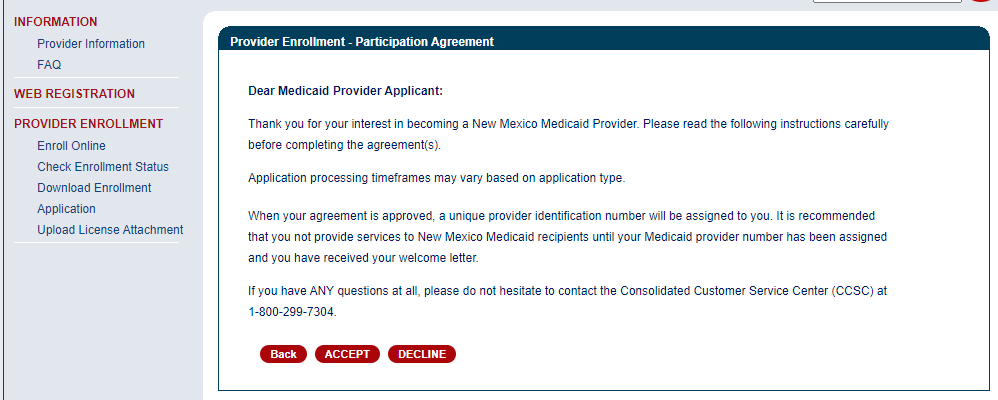 INFORMATION
Provider Information
FAQ
WEB REGISTRATION
PROVIDER ENROLLMENT
Enroll Online
Check Enrollment Status
Download Enrollment
Application
Upload License Attachment
Provider Enrollment - Participation Agreement
Dear Medicaid Provider Applicant:
Thank you for your interest in becoming a New Mexico Medicaid Provider. Please read the following instructions carefully
before completing the agreement(s).
Application processing timeframes may vary based on application type.
When your agreement is approved, a unique provider identification number will be assigned to you. It is recommended
that you not provide services to New Mexico Medicaid recipients until your Medicaid provider number has been assigned
and you have received your welcome letter.
If you have ANY questions at all, please do not hesitate to contact the Consolidated Customer Service Center (CCSC) at
1-800-299-7304.
Back ACCEPT DECLINE